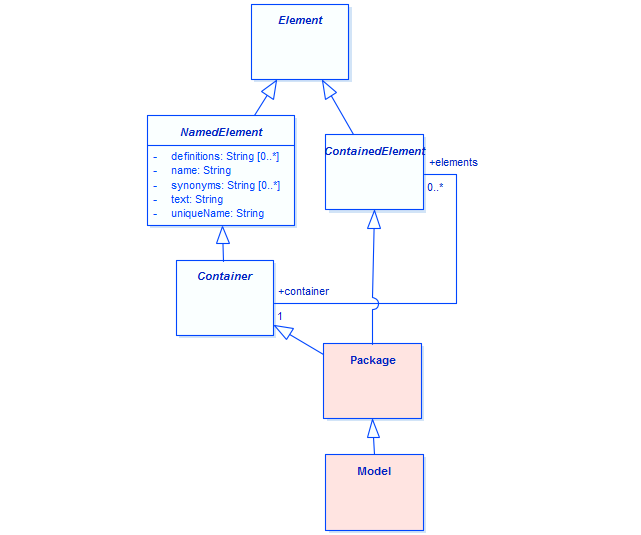 Element
NamedElement
- definitions: String [0..*]
- name: String
- synonyms: String [0..*]
- text: String
- uniqueName: String
ContainedElement
+elements
0..*
Container
+container
1
Package
Model